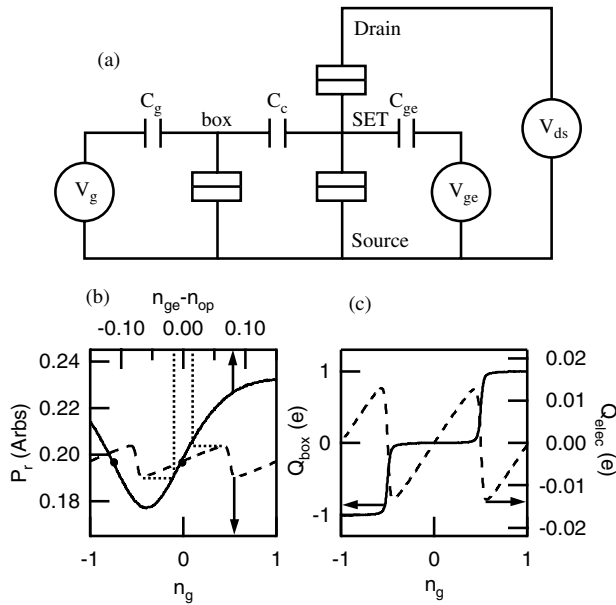 Drain
(a)
C_g
C_c
C_ge
box
SET
V_g
V_ge
V_ds
Source
(b)
n_ge-n_op
(c)
-0.10 0.00 0.10
0.24
0.22
0.20
0.18
P_r (Arbs)
-1 0 1
n_g
1
0
-1
Q_box (e)
0.02
0.01
0.00
-0.01
-0.02
Q_elec (e)
-1 0 1
n_g